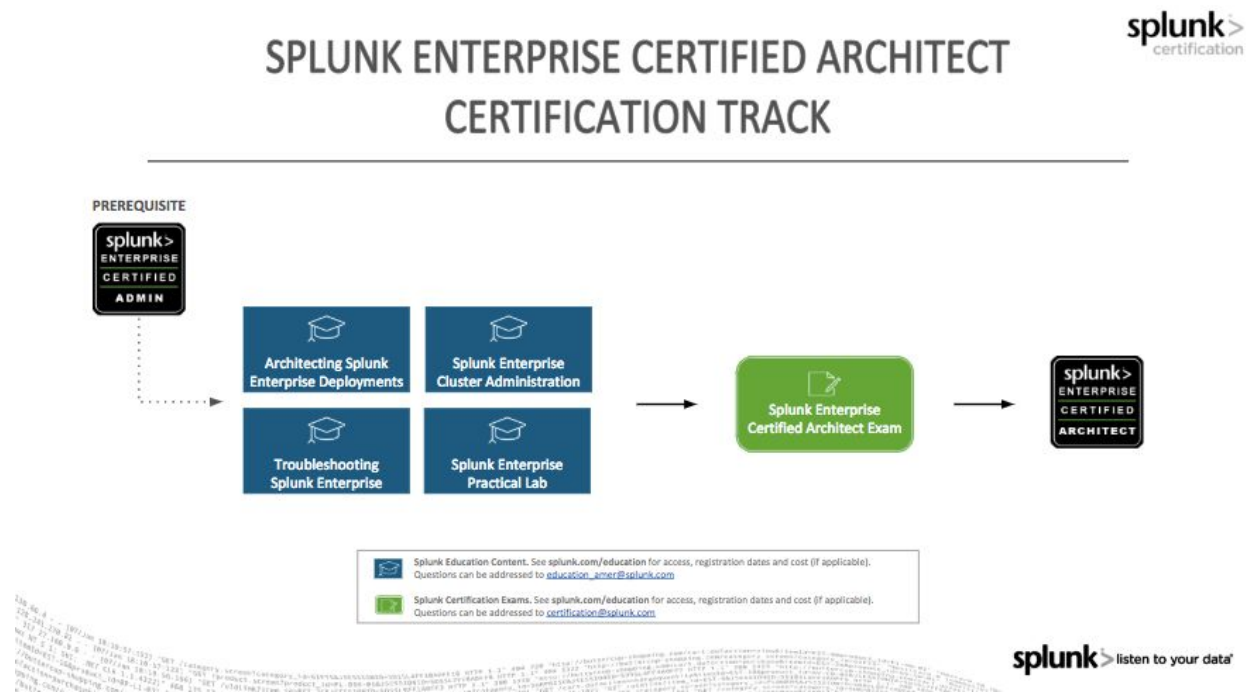 splunk>
certification
SPLUNK ENTERPRISE CERTIFIED ARCHITECT
CERTIFICATION TRACK
PREREQUISITE
splunk>
ENTERPRISE
CERTIFIED
ADMIN
Architecting Splunk
Enterprise Deployments
Splunk Enterprise
Cluster Administration
Troubleshooting
Splunk Enterprise
Splunk Enterprise
Practical Lab
Splunk Enterprise
Certified Architect Exam
splunk>
ENTERPRISE
CERTIFIED
ARCHITECT
Splunk Education Content. See splunk.com/education for access, registration dates and cost (if applicable).
Questions can be addressed to education_amer@splunk.com
Splunk Certification Exams. See splunk.com/education for access, registration dates and cost (if applicable).
Questions can be addressed to certification@splunk.com
splunk> listen to your data®